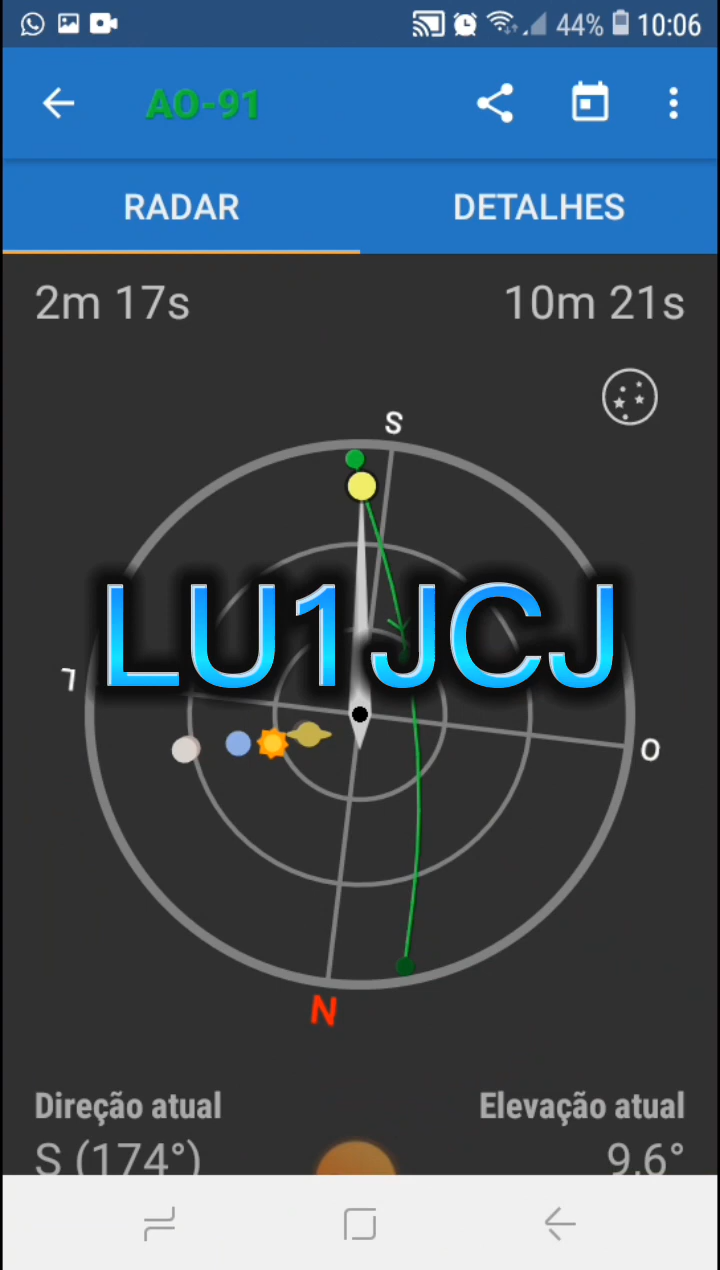 44% 10:06
AO-91
RADAR DETALHES
2m 17s 10m 21s
S
LU1JCJ
L
O
N
Direção atual Elevação atual
S (174°) 9,6°